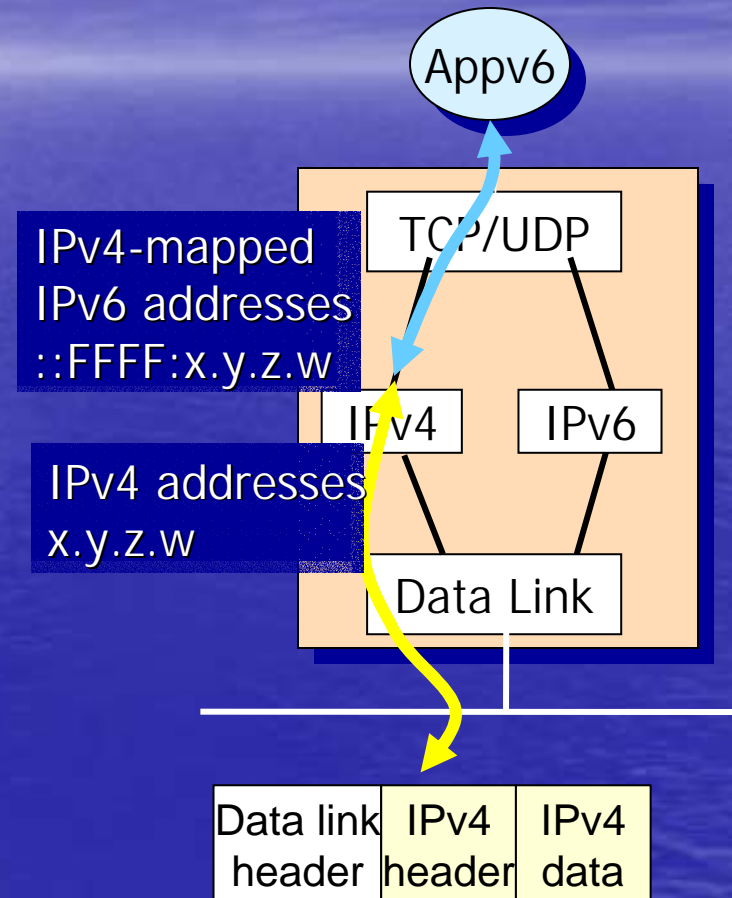 Appv6
TCP/UDP
IPv4-mapped
IPv6 addresses
::FFFF:x.y.z.w
IPv4
IPv6
IPv4 addresses
x.y.z.w
Data Link
Data link
header
IPv4
header
IPv4
data